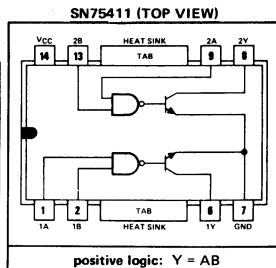 SN75411 (TOP VIEW)
VCC 2B HEAT SINK 2A 2Y
14 13 TAB 9 8
1 2 TAB 6 7
1A 1B HEAT SINK 1Y GND
positive logic: Y = AB